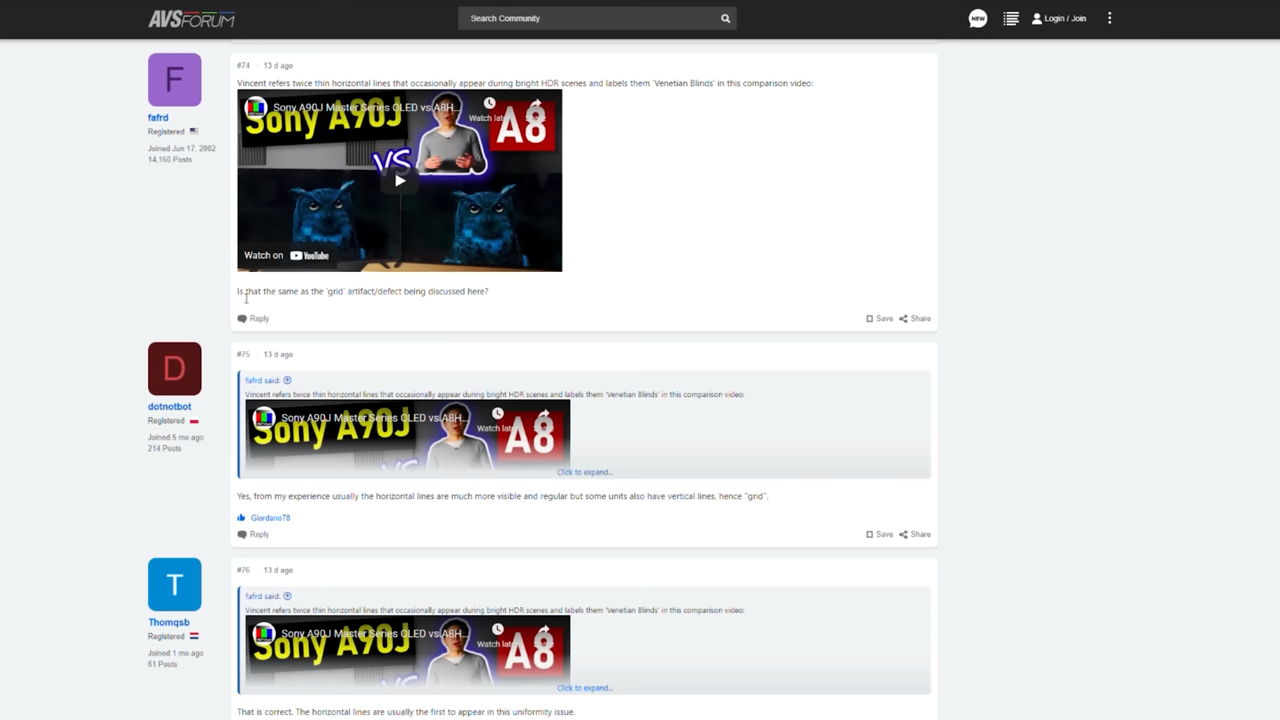 AVSFORUM
Search Community
NEW
Login / Join
F
fafrd
Registered
Joined Jun 17, 2002
14,160 Posts
#74 · 13 d ago
Vincent refers twice thin horizontal lines that occasionally appear during bright HDR scenes and labels them 'Venetian Blinds' in this comparison video:
Sony A90J Master Series OLED vs A8H...
Watch later
Share
Sony A90J
VS
A8
Watch on YouTube
Is that the same as the 'grid' artifact/defect being discussed here?
Reply
Save
Share
D
dotnotbot
Registered
Joined 5 mo ago
214 Posts
#75 · 13 d ago
fafrd said:
Vincent refers twice thin horizontal lines that occasionally appear during bright HDR scenes and labels them 'Venetian Blinds' in this comparison video:
Sony A90J Master Series OLED vs A8H...
Watch later
Share
Sony A90J
VS
A8
Click to expand...
Yes, from my experience usually the horizontal lines are much more visible and regular but some units also have vertical lines, hence "grid".
Giordano78
Reply
Save
Share
T
Thomqsb
Registered
Joined 1 mo ago
61 Posts
#76 · 13 d ago
fafrd said:
Vincent refers twice thin horizontal lines that occasionally appear during bright HDR scenes and labels them 'Venetian Blinds' in this comparison video:
Sony A90J Master Series OLED vs A8H...
Watch later
Share
Sony A90J
VS
A8
Click to expand...
That is correct. The horizontal lines are usually the first to appear in this uniformity issue.